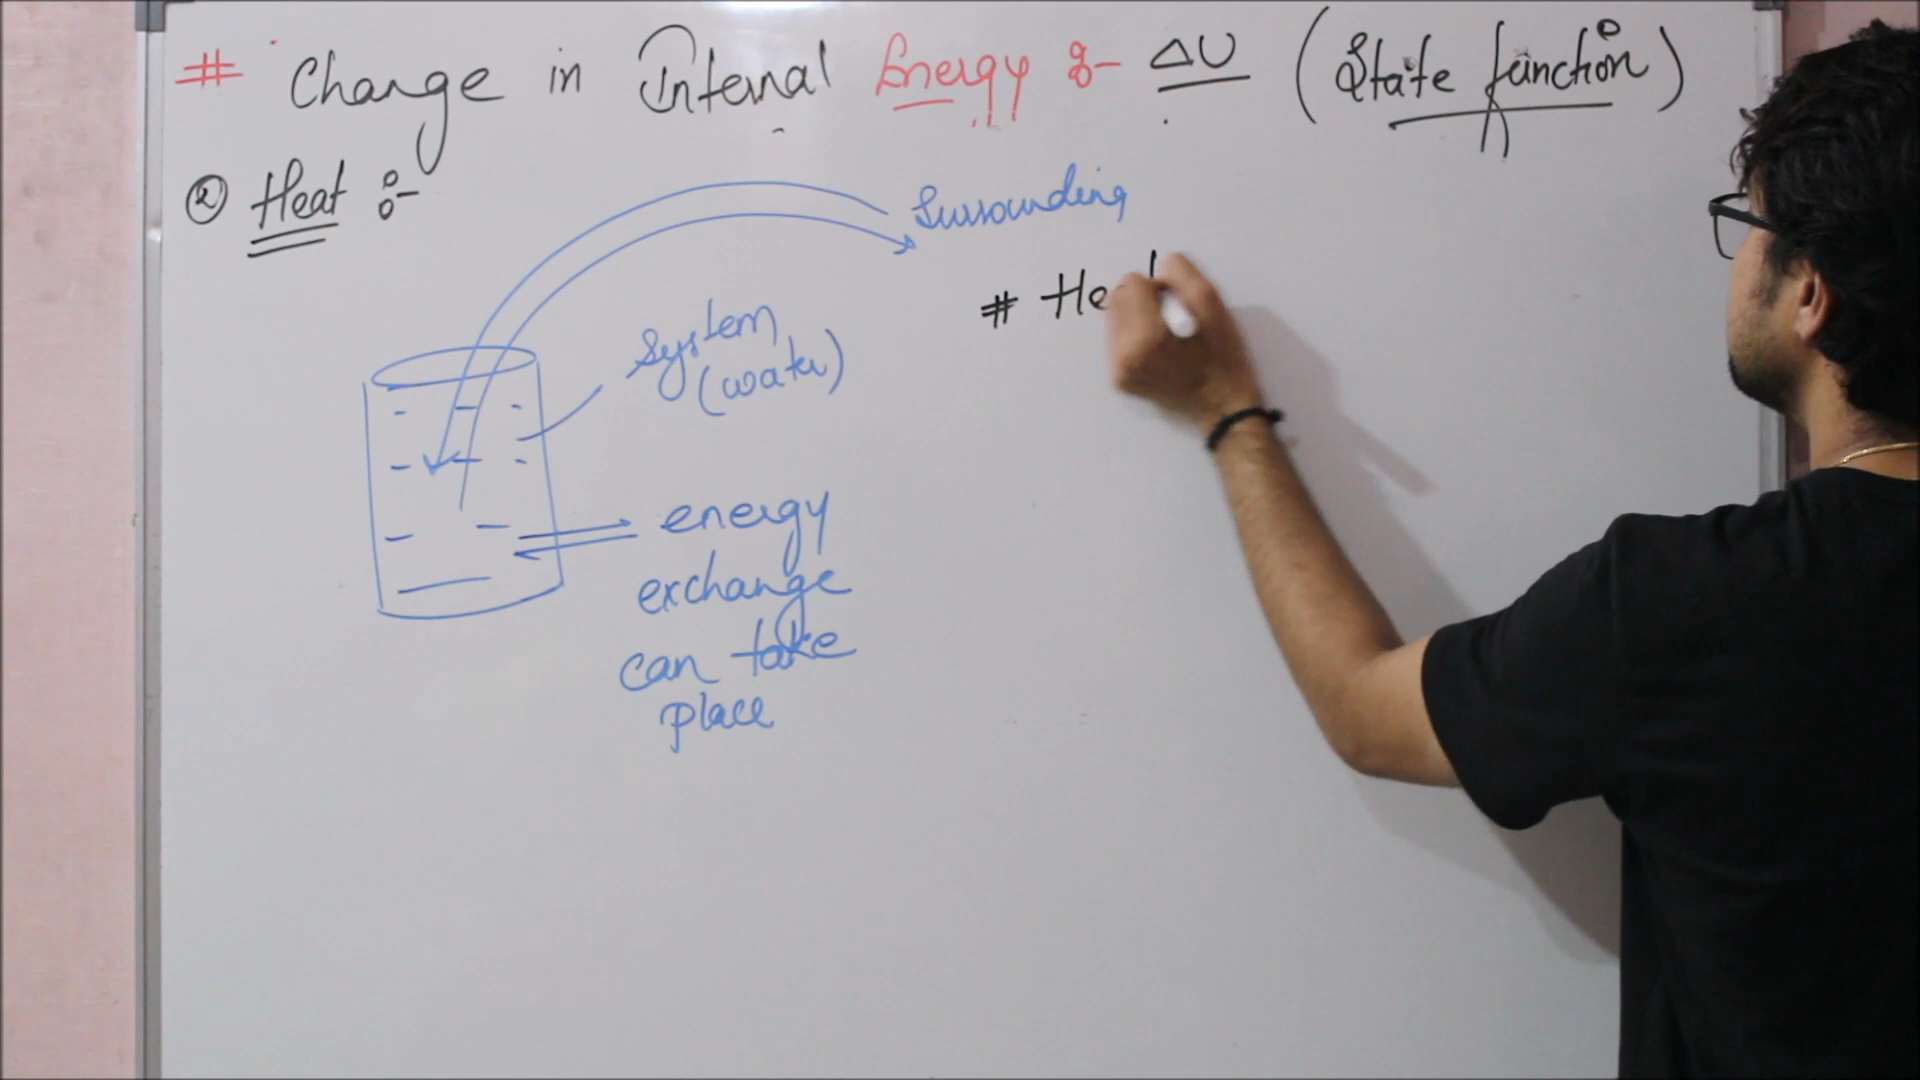 # Change in Internal Energy :- ΔU (State function)
② Heat :-
Surrounding
# He
System
(water)
energy
exchange
can take
place